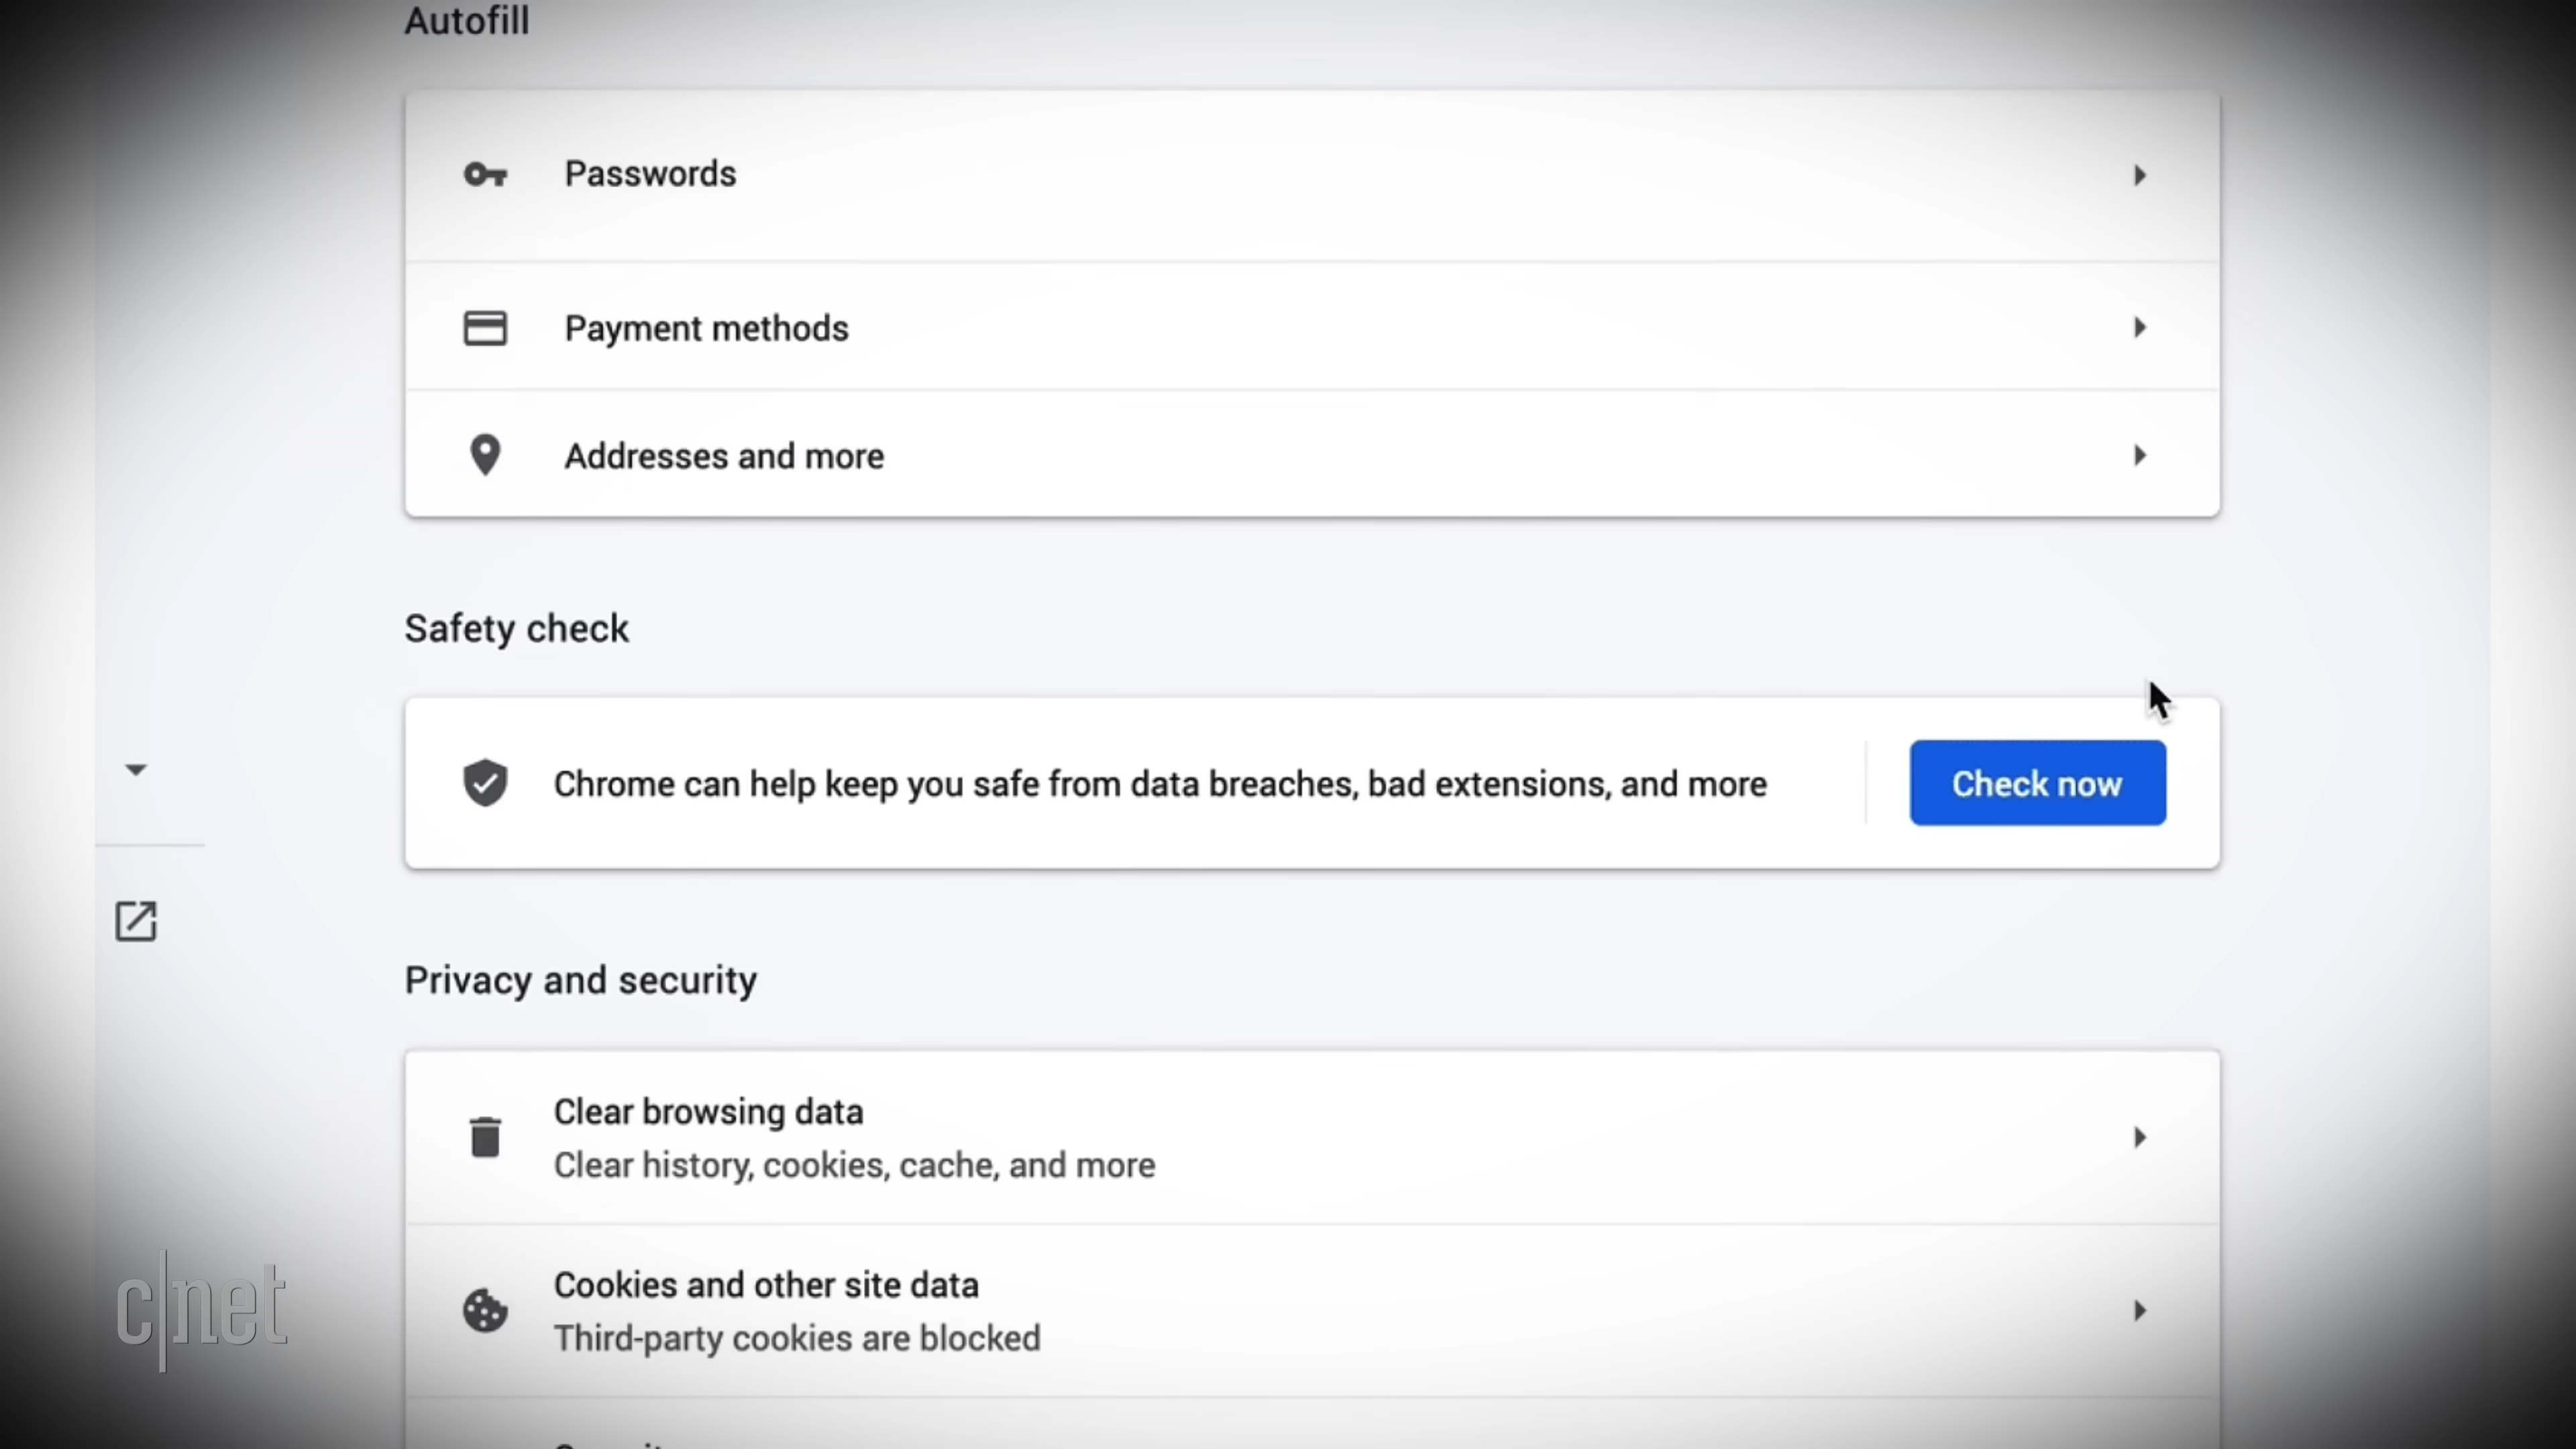 Autofill
Passwords
Payment methods
Addresses and more
Safety check
Chrome can help keep you safe from data breaches, bad extensions, and more
Check now
Privacy and security
Clear browsing data
Clear history, cookies, cache, and more
Cookies and other site data
Third-party cookies are blocked
c|net